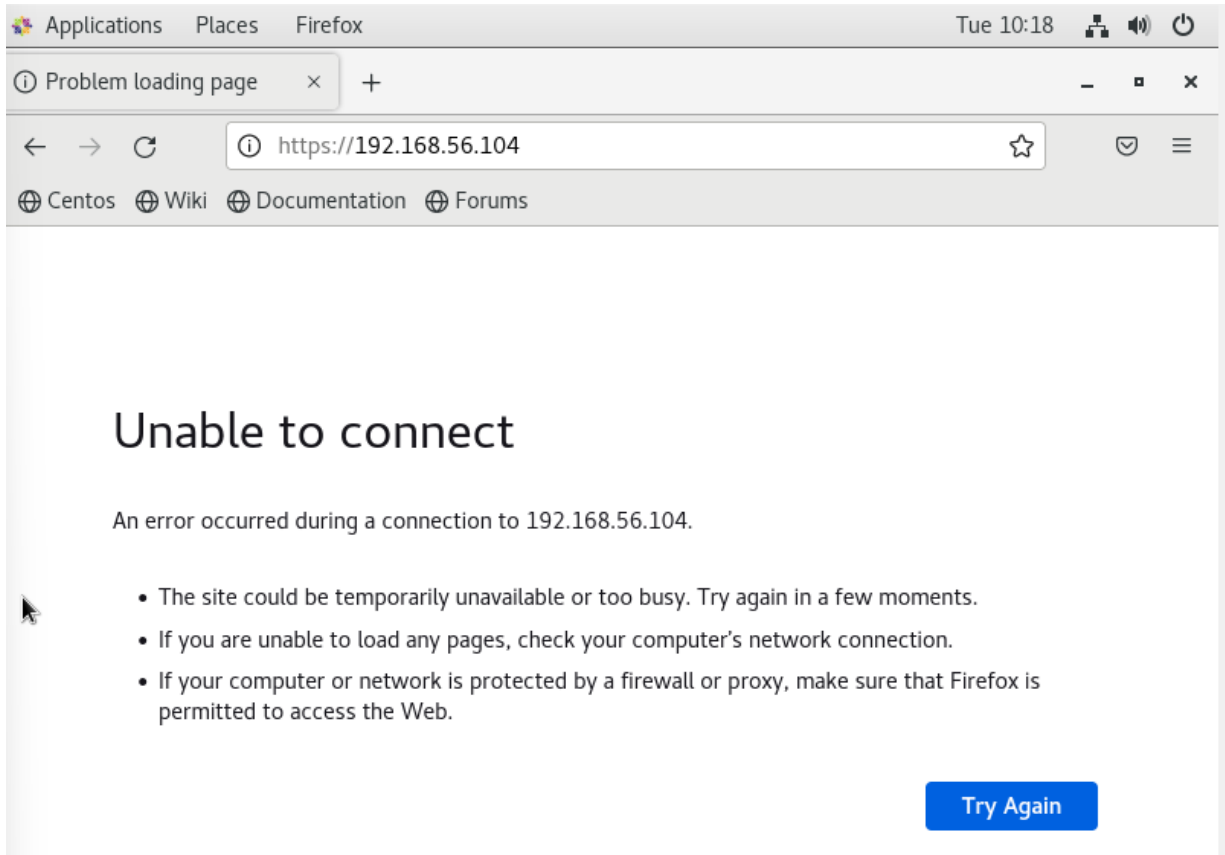 Applications Places Firefox Tue 10:18
Problem loading page
https://192.168.56.104
Centos Wiki Documentation Forums
Unable to connect
An error occurred during a connection to 192.168.56.104.
• The site could be temporarily unavailable or too busy. Try again in a few moments.
• If you are unable to load any pages, check your computer’s network connection.
• If your computer or network is protected by a firewall or proxy, make sure that Firefox is
permitted to access the Web.
Try Again